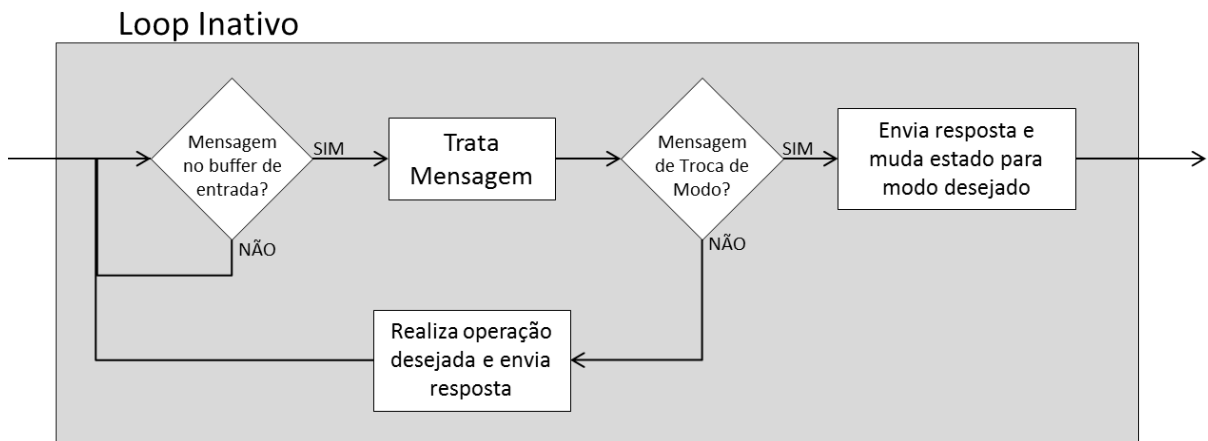 Loop Inativo
Mensagem
no buffer de
entrada?
SIM
NÃO
Trata
Mensagem
Mensagem
de Troca de
Modo?
SIM
NÃO
Envia resposta e
muda estado para
modo desejado
Realiza operação
desejada e envia
resposta